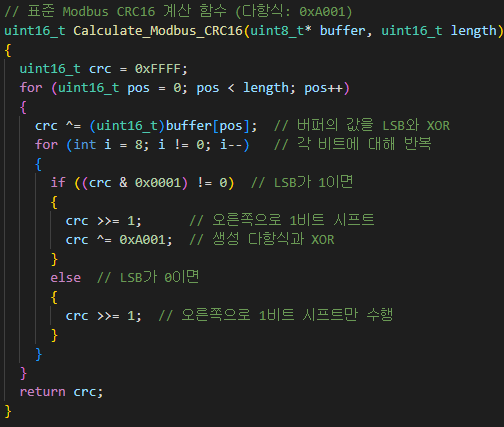 // 표준 Modbus CRC16 계산 함수 (다항식: 0xA001)
uint16_t Calculate_Modbus_CRC16(uint8_t* buffer, uint16_t length)
{
  uint16_t crc = 0xFFFF;
  for (uint16_t pos = 0; pos < length; pos++)
  {
    crc ^= (uint16_t)buffer[pos];  // 버퍼의 값을 LSB와 XOR
    for (int i = 8; i != 0; i--)   // 각 비트에 대해 반복
    {
      if ((crc & 0x0001) != 0)  // LSB가 1이면
      {
        crc >>= 1;      // 오른쪽으로 1비트 시프트
        crc ^= 0xA001;  // 생성 다항식과 XOR
      }
      else  // LSB가 0이면
      {
        crc >>= 1;  // 오른쪽으로 1비트 시프트만 수행
      }
    }
  }
  return crc;
}